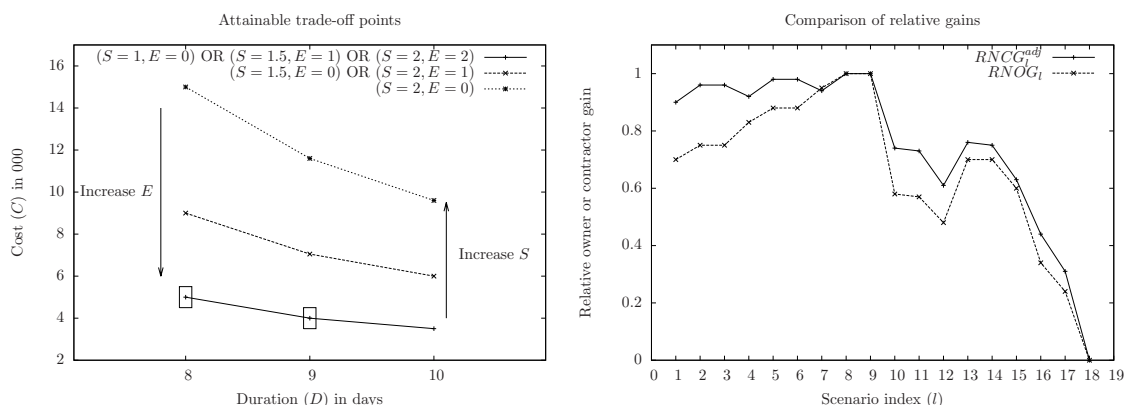 Attainable trade-off points
(S = 1, E = 0) OR (S = 1.5, E = 1) OR (S = 2, E = 2)
(S = 1.5, E = 0) OR (S = 2, E = 1)
(S = 2, E = 0)
16
14
12
10
8
6
4
2
Cost (C) in 000
Increase E
Increase S
8 9 10
Duration (D) in days
Comparison of relative gains
RNCG_l^{adj}
RNOG_l
1
0.8
0.6
0.4
0.2
0
Relative owner or contractor gain
0 1 2 3 4 5 6 7 8 9 10 11 12 13 14 15 16 17 18 19
Scenario index (l)